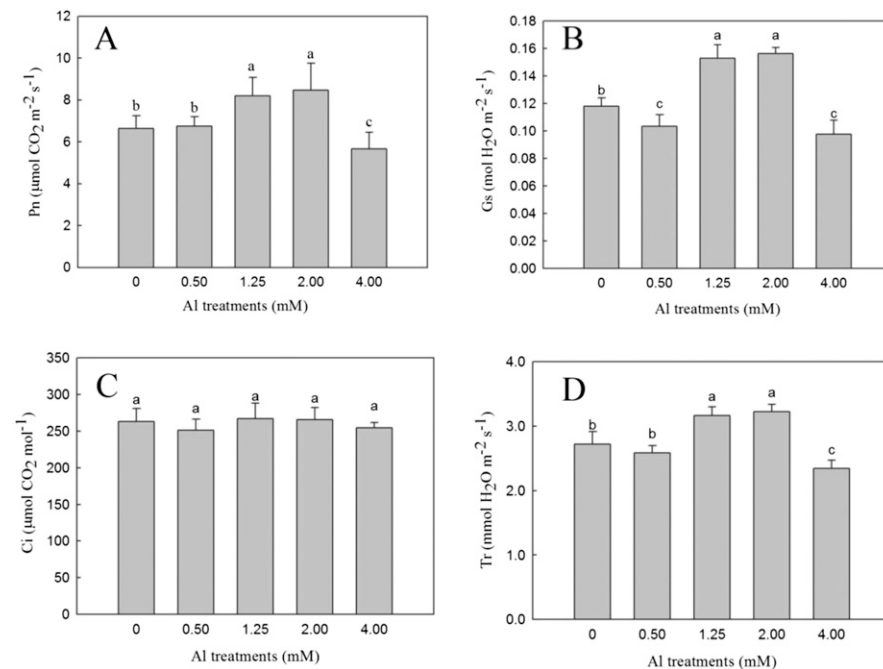 A
Pn (μmol CO2 m-2 s-1)
12
10
8
6
4
2
0
b
b
a
a
c
0 0.50 1.25 2.00 4.00
Al treatments (mM)
B
Gs (mol H2O m-2 s-1)
0.18
0.16
0.14
0.12
0.10
0.08
0.06
0.04
0.02
0.00
b
c
a
a
c
0 0.50 1.25 2.00 4.00
Al treatments (mM)
C
Ci (μmol CO2 mol-1)
350
300
250
200
150
100
50
0
a
a
a
a
a
0 0.50 1.25 2.00 4.00
Al treatments (mM)
D
Tr (mmol H2O m-2 s-1)
4.0
3.0
2.0
1.0
0.0
b
b
a
a
c
0 0.50 1.25 2.00 4.00
Al treatments (mM)